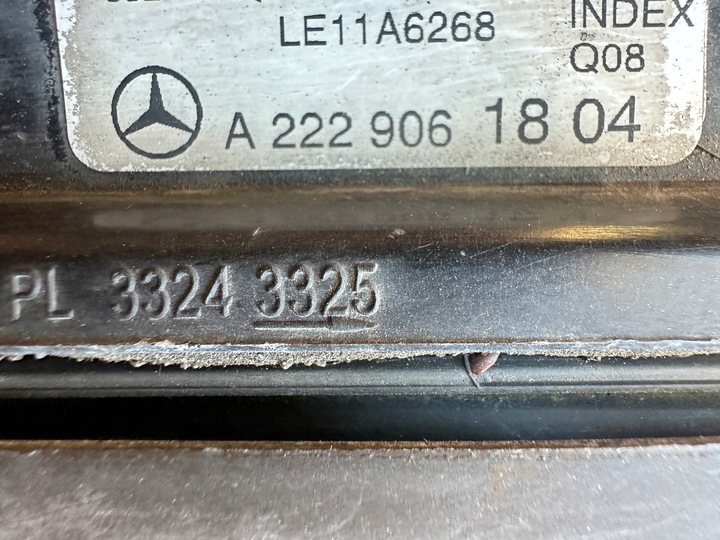 LE11A6268
INDEX
Q08
A 222 906 18 04
PL 3324 3325